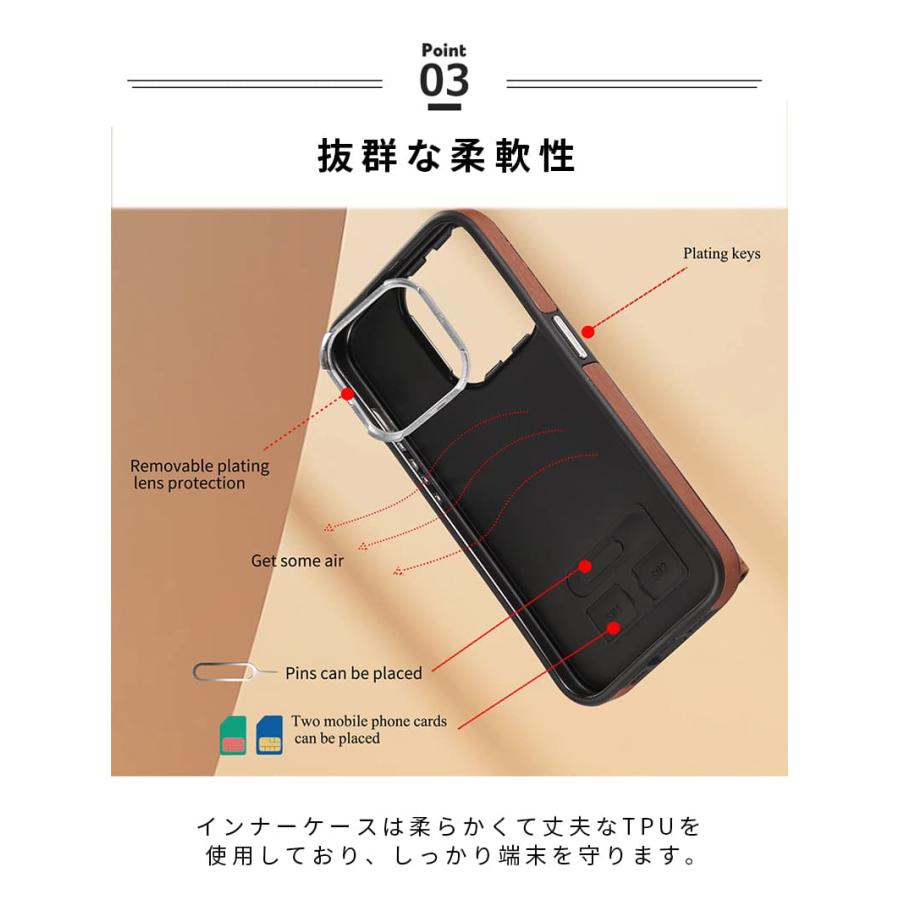 Point
03
抜群な柔軟性
Plating keys
Removable plating
lens protection
Get some air
Pins can be placed
Two mobile phone cards
can be placed
インナーケースは柔らかくて丈夫なTPUを
使用しており、しっかり端末を守ります。